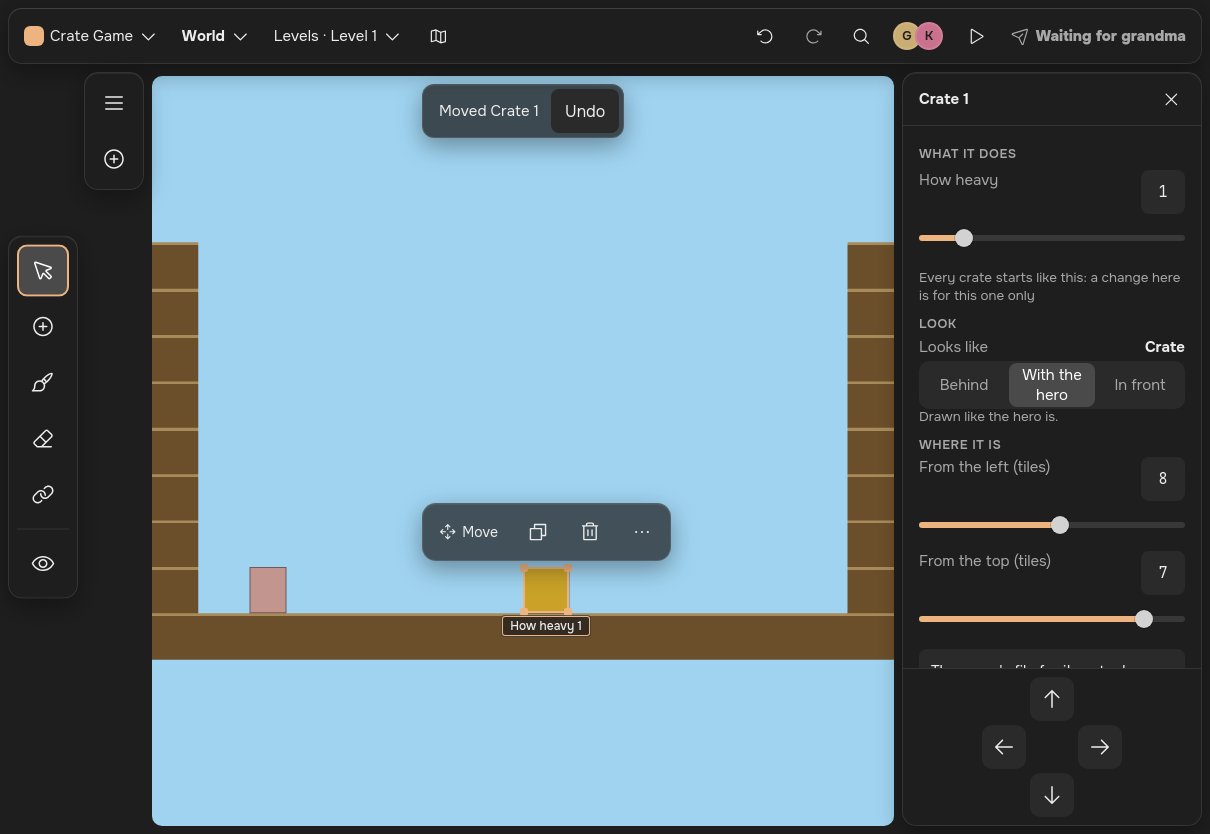 Crate Game
World
Levels · Level 1
G
K
Waiting for grandma
Moved Crate 1
Undo
Crate 1
WHAT IT DOES
How heavy
1
Every crate starts like this: a change here
is for this one only
LOOK
Looks like
Crate
Behind
With the
hero
In front
Drawn like the hero is.
WHERE IT IS
From the left (tiles)
8
From the top (tiles)
7
Move
How heavy 1